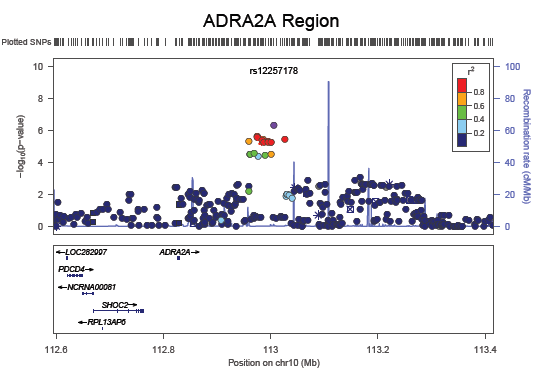 ADRA2A Region
Plotted SNPs
rs12257178
r²
0.8
0.6
0.4
0.2
10
8
6
4
2
0
−log₁₀(p−value)
100
80
60
40
20
0
Recombination rate (cM/Mb)
LOC282997
ADRA2A
PDCD4
NCRNA00081
SHOC2
RPL13AP6
112.6
112.8
113
113.2
113.4
Position on chr10 (Mb)